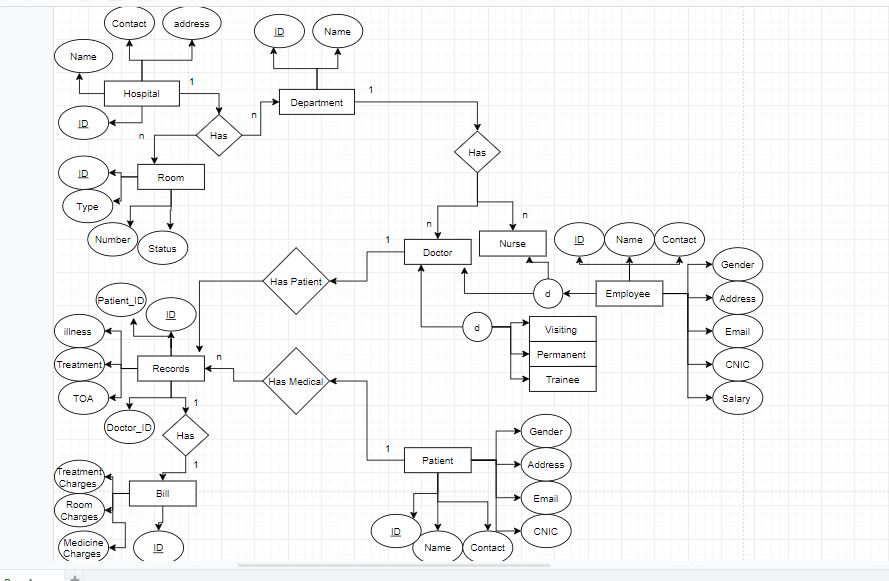 Contact
address
ID
Name
Name
1
Hospital
1
Department
n
ID
n
Has
Has
ID
Room
Type
n
n
Number
Status
1
Doctor
Nurse
ID
Name
Contact
Gender
Has Patient
d
Employee
Address
Patient_ID
ID
illness
d
Visiting
Email
n
Permanent
Treatment
Records
CNIC
Has Medical
Trainee
TOA
Salary
1
Doctor_ID
Has
Gender
1
1
Patient
Address
Treatment
Charges
Bill
Email
Room
Charges
ID
CNIC
Medicine
Charges
ID
Name
Contact